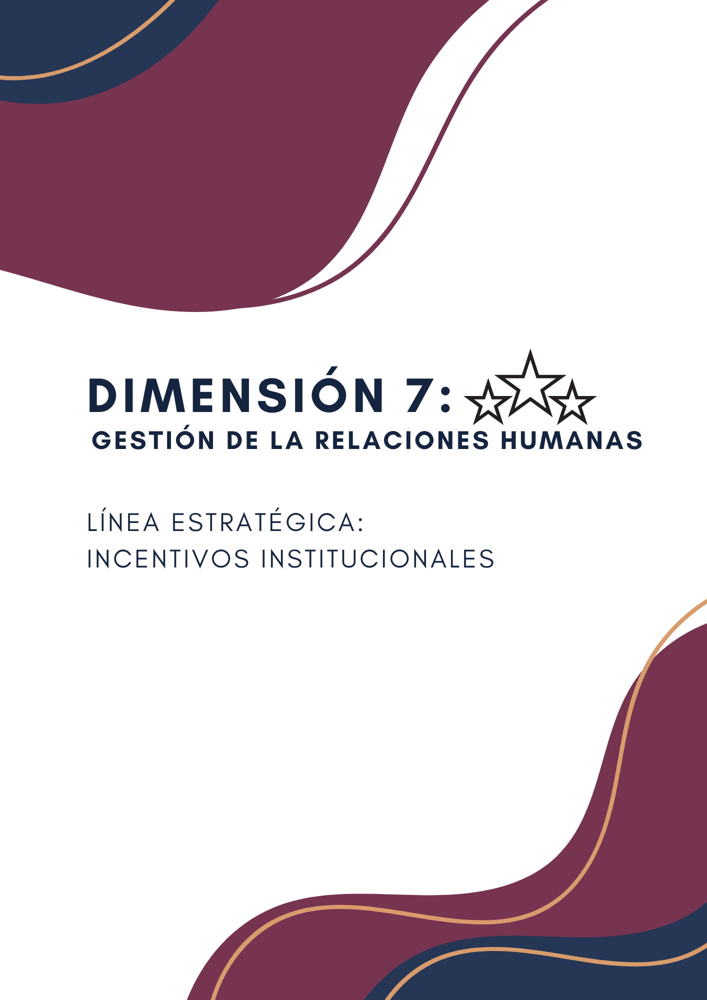 DIMENSIÓN 7:
GESTIÓN DE LA RELACIONES HUMANAS
LÍNEA ESTRATÉGICA:
INCENTIVOS INSTITUCIONALES